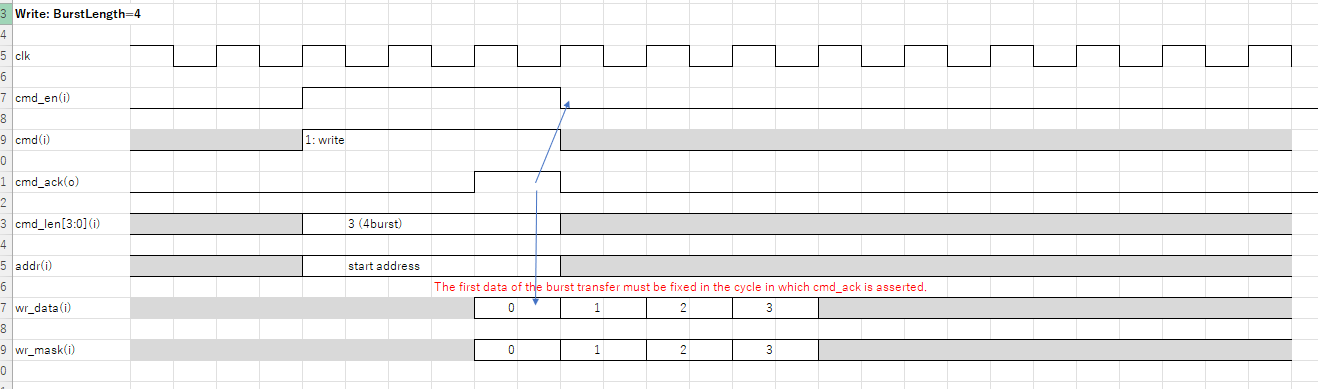 3 Write: BurstLength=4
4
5 clk
6
7 cmd_en(i)
8
9 cmd(i) 1: write
0
1 cmd_ack(o)
2
3 cmd_len[3:0](i) 3 (4burst)
4
5 addr(i) start address
6 The first data of the burst transfer must be fixed in the cycle in which cmd_ack is asserted.
7 wr_data(i) 0 1 2 3
8
9 wr_mask(i) 0 1 2 3
0